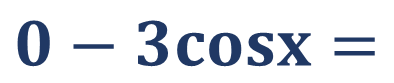 0 − 3cosx =